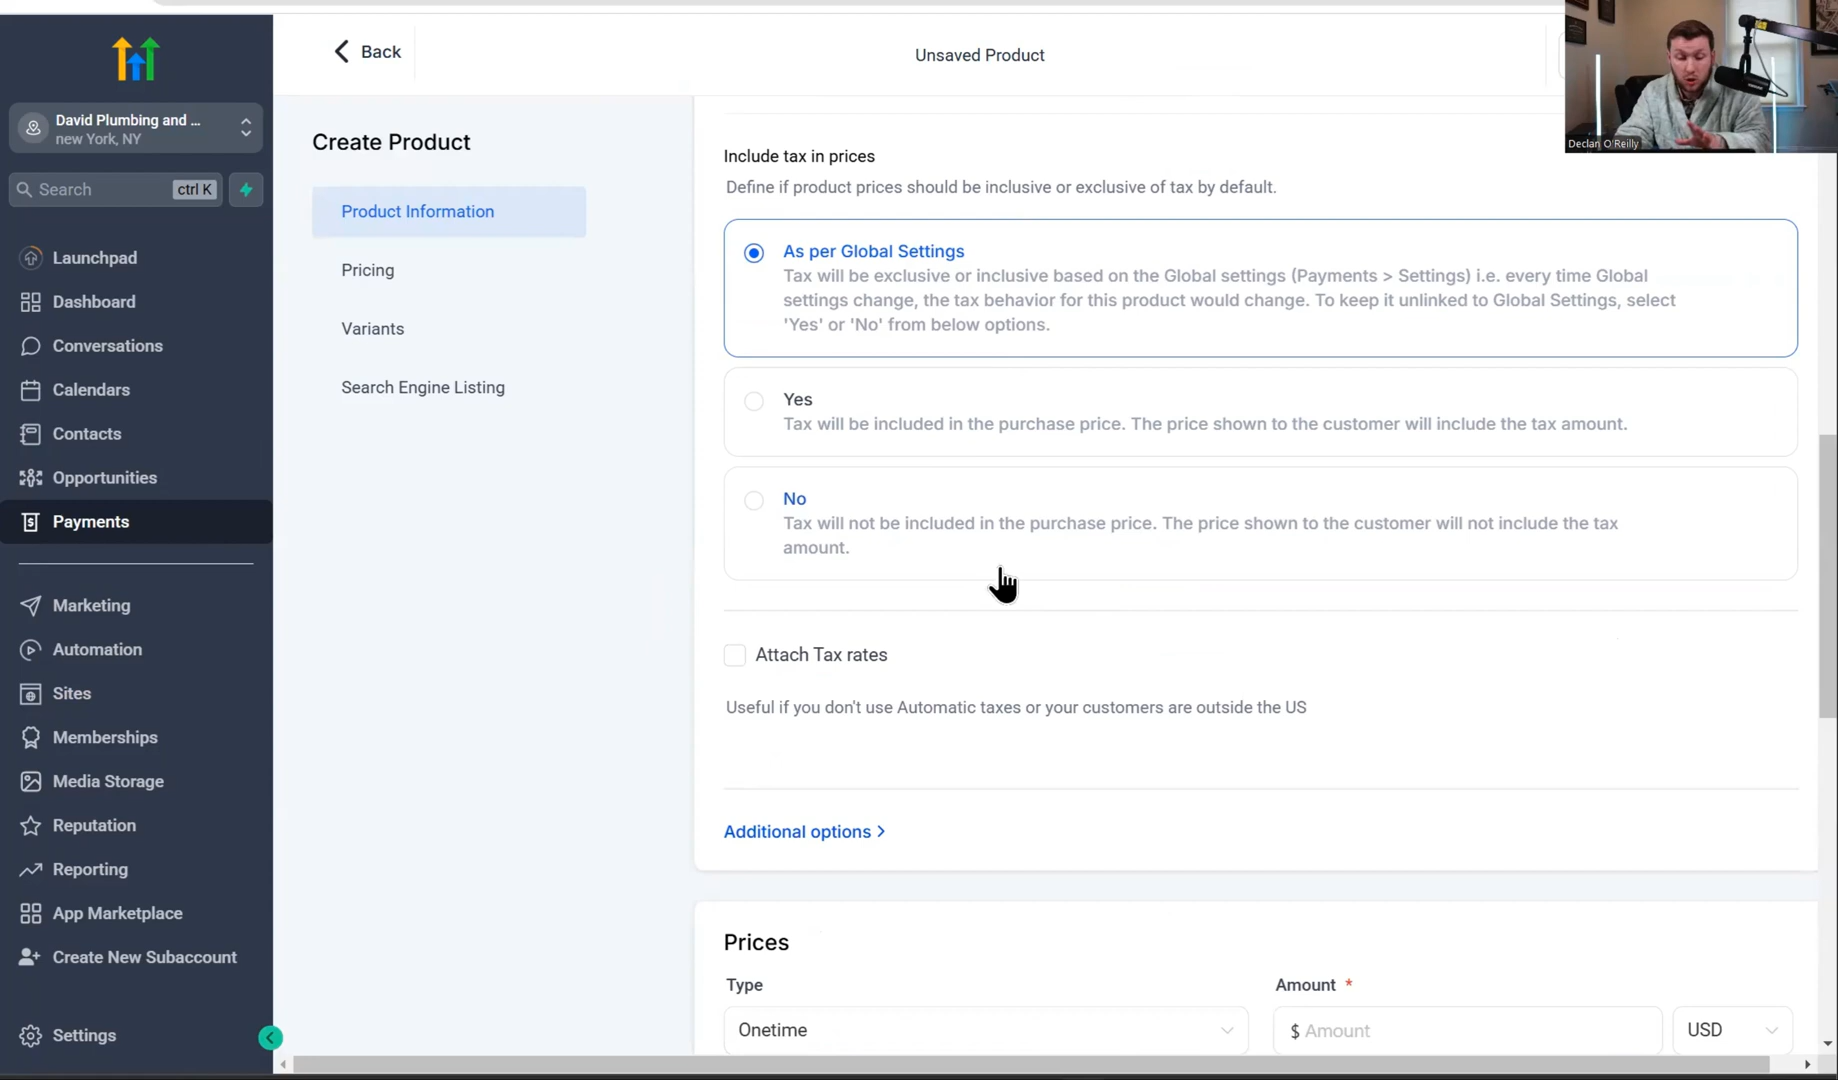 Back
Unsaved Product
Declan O'Reilly
David Plumbing and ...
new York, NY
Search
ctrl K
Launchpad
Dashboard
Conversations
Calendars
Contacts
Opportunities
Payments
Marketing
Automation
Sites
Memberships
Media Storage
Reputation
Reporting
App Marketplace
Create New Subaccount
Settings
Create Product
Product Information
Pricing
Variants
Search Engine Listing
Include tax in prices
Define if product prices should be inclusive or exclusive of tax by default.
As per Global Settings
Tax will be exclusive or inclusive based on the Global settings (Payments > Settings) i.e. every time Global
settings change, the tax behavior for this product would change. To keep it unlinked to Global Settings, select
'Yes' or 'No' from below options.
Yes
Tax will be included in the purchase price. The price shown to the customer will include the tax amount.
No
Tax will not be included in the purchase price. The price shown to the customer will not include the tax
amount.
Attach Tax rates
Useful if you don't use Automatic taxes or your customers are outside the US
Additional options >
Prices
Type
Amount *
Onetime
$ Amount
USD